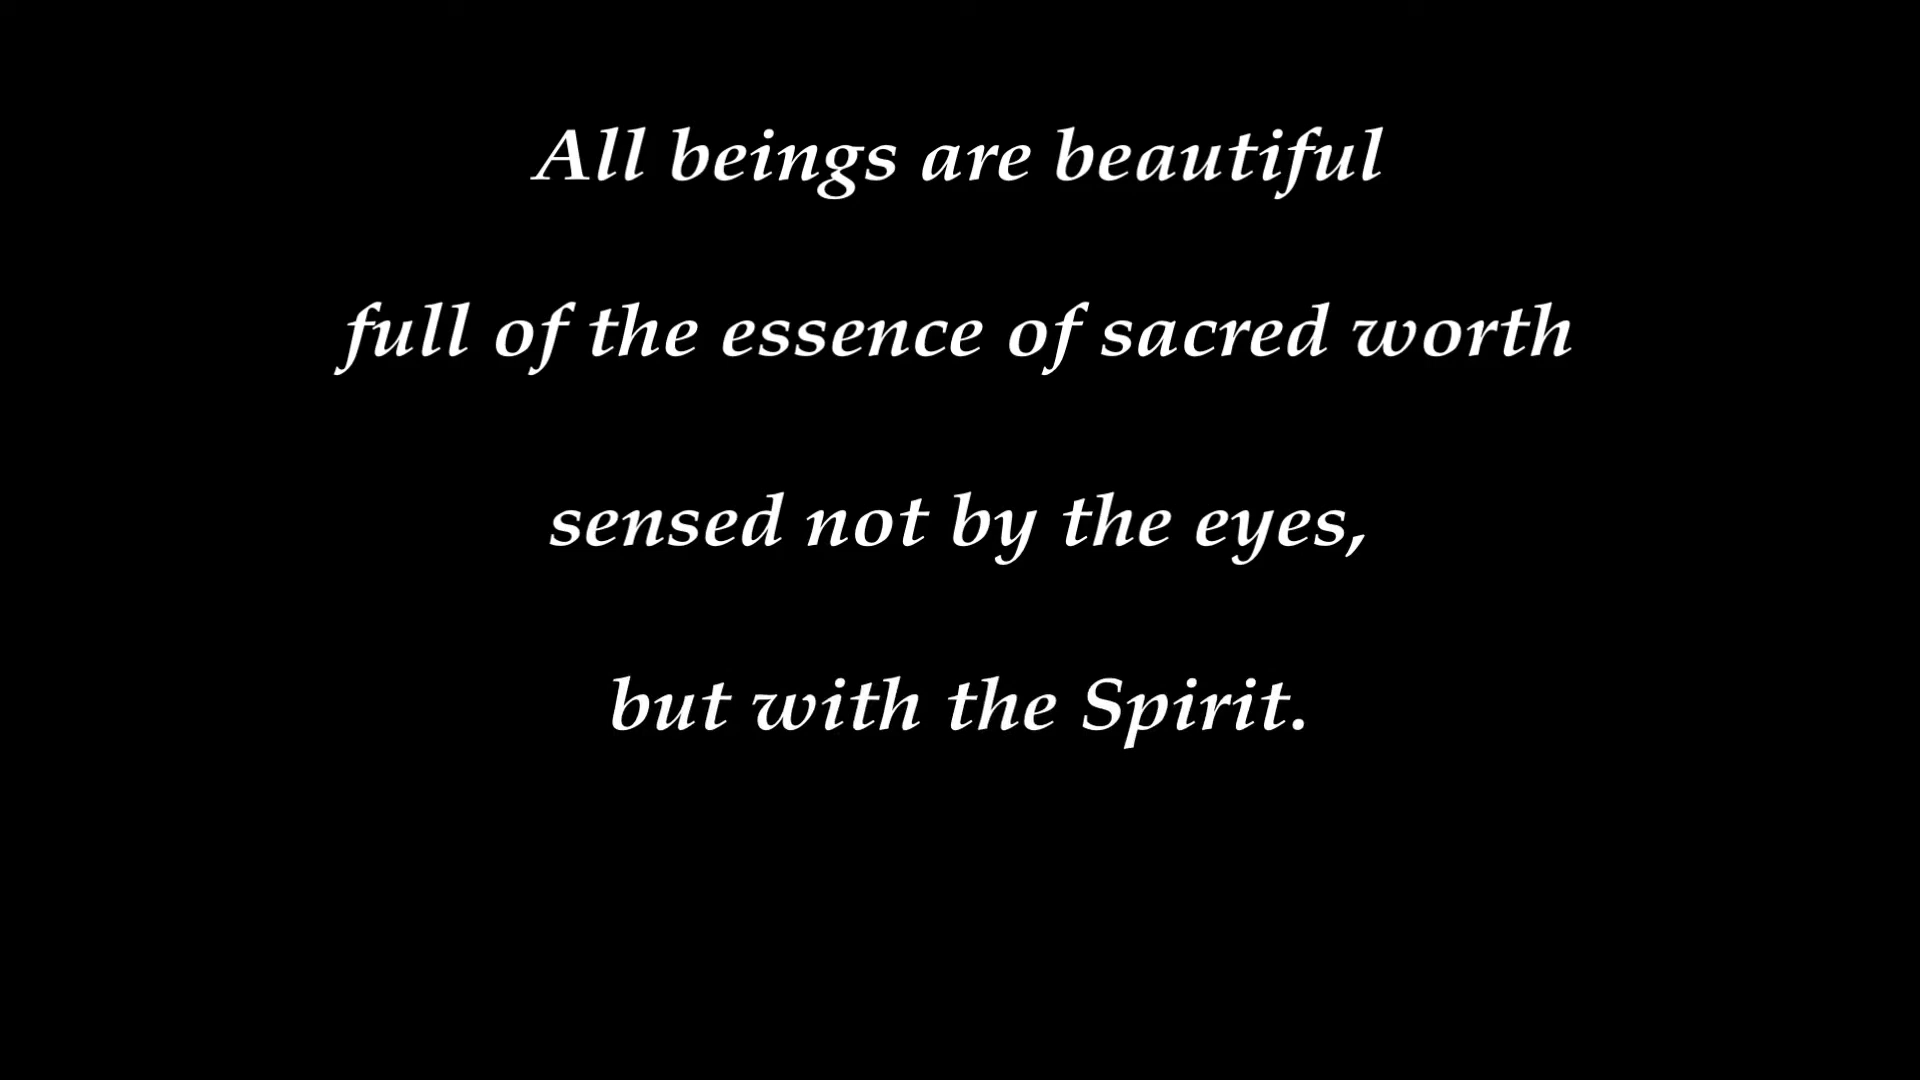 All beings are beautiful
full of the essence of sacred worth
sensed not by the eyes,
but with the Spirit.